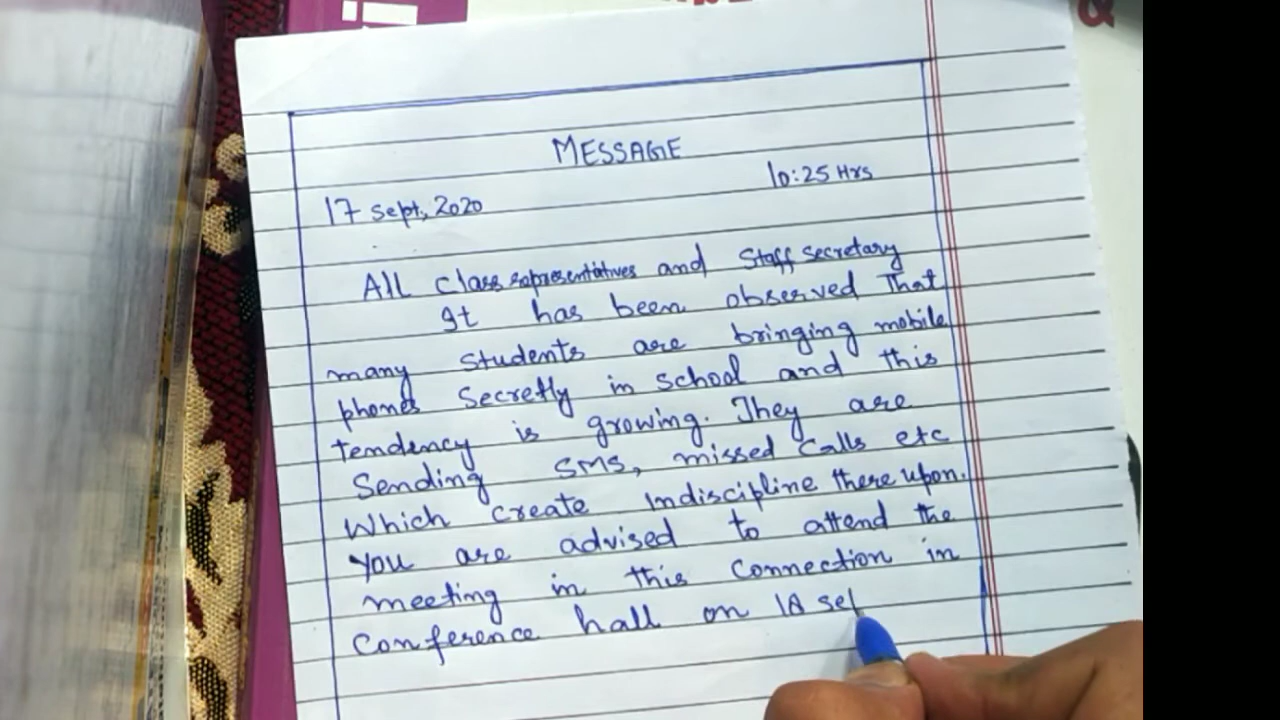 MESSAGE
10:25 Hrs
17 Sept, 2020
All Class representatives and Staff secretary
It has been observed That
many students are bringing mobile
phones Secretly in School and this
tendency is growing. They are
Sending SMS, missed Calls etc
Which create indiscipline there upon.
You are advised to attend the
meeting in this Connection in
Conference hall on